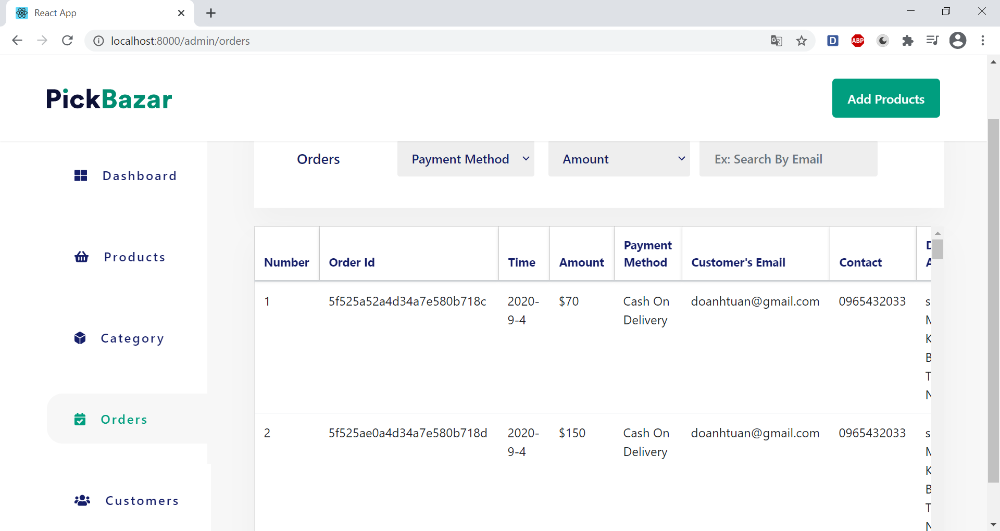 React App
localhost:8000/admin/orders
D
ABP
PickBazar
Add Products
Orders
Payment Method
Amount
Ex: Search By Email
Dashboard
Products
Category
Orders
Customers
Number
Order Id
Time
Amount
Payment
Method
Customer's Email
Contact
1
5f525a52a4d34a7e580b718c
2020-
9-4
$70
Cash On
Delivery
doanhtuan@gmail.com
0965432033
2
5f525ae0a4d34a7e580b718d
2020-
9-4
$150
Cash On
Delivery
doanhtuan@gmail.com
0965432033